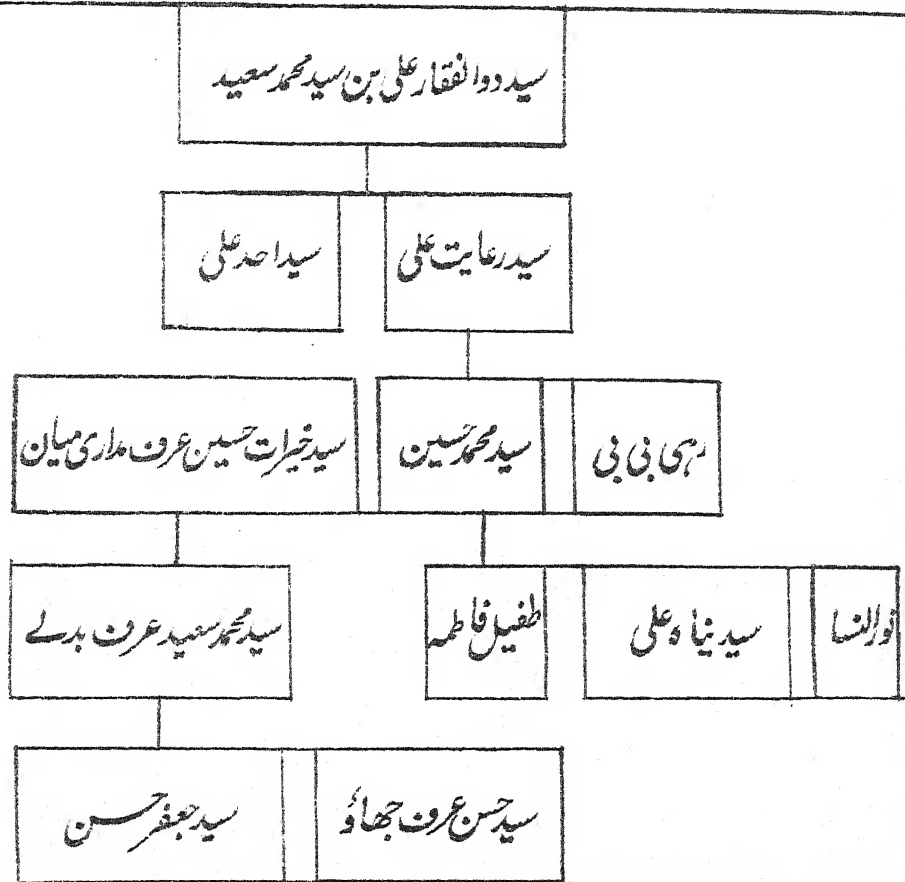 سید ذوالفقار علی بن سید محمد سعید
سید رعایت علی
سید احمد علی
بی بی
سید محمد حسین
سید خیرات حسین عرف مداری میان
نور النسا
سید پناہ علی
طفیل فاطمہ
سید محمد سعید عرف بدلے
سید حسن عرف جھاؤ
سید جعفر حسن